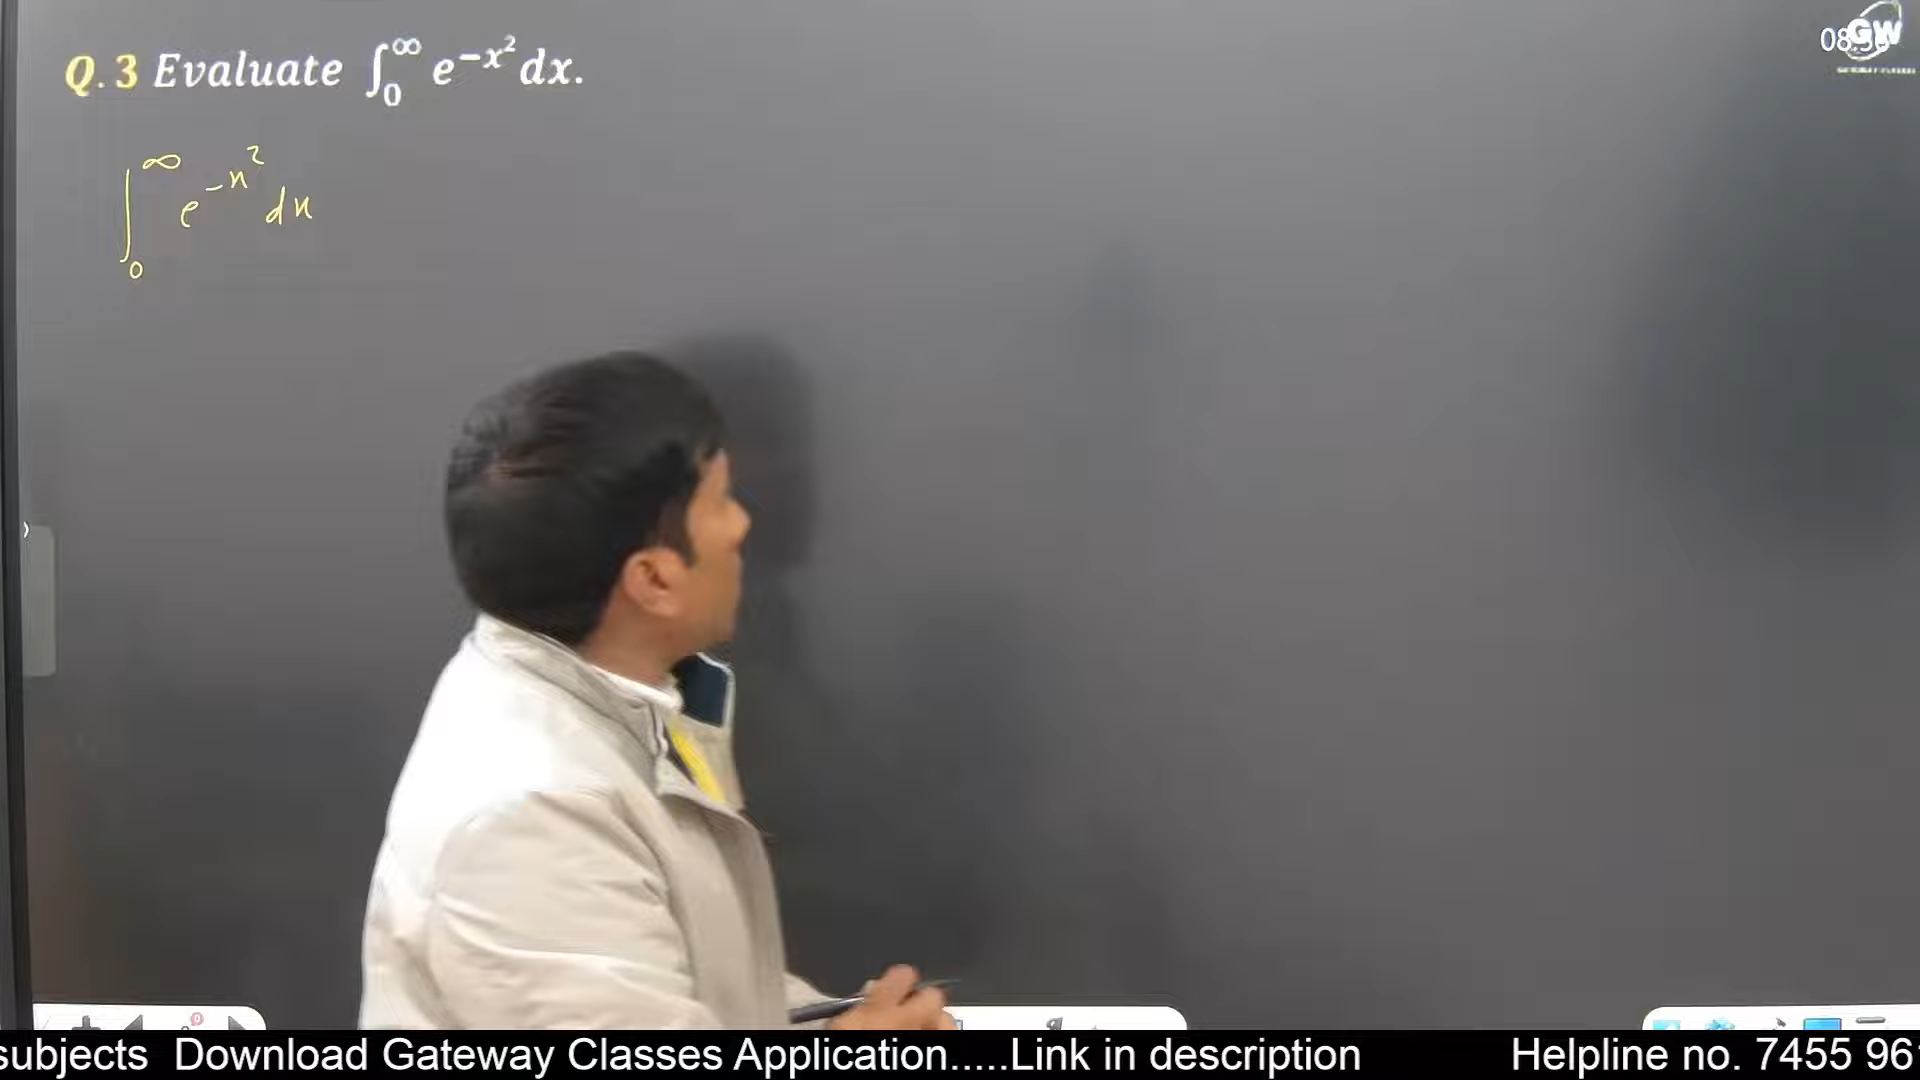 Q.3 Evaluate ∫₀^∞ e^{-x²} dx.
∫₀^∞ e^{-x²} dx
GW
subjects Download Gateway Classes Application.....Link in description Helpline no. 7455 96